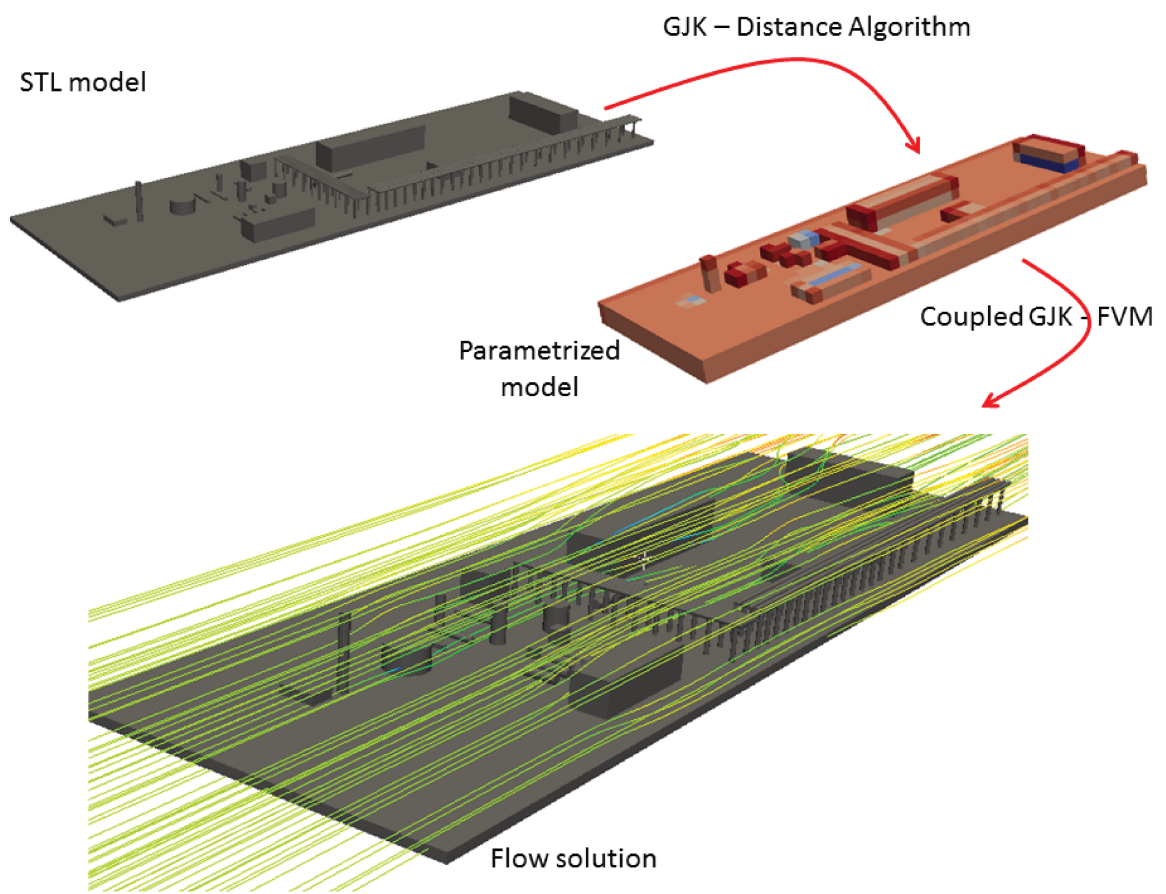 GJK – Distance Algorithm
STL model
Coupled GJK - FVM
Parametrized
model
Flow solution